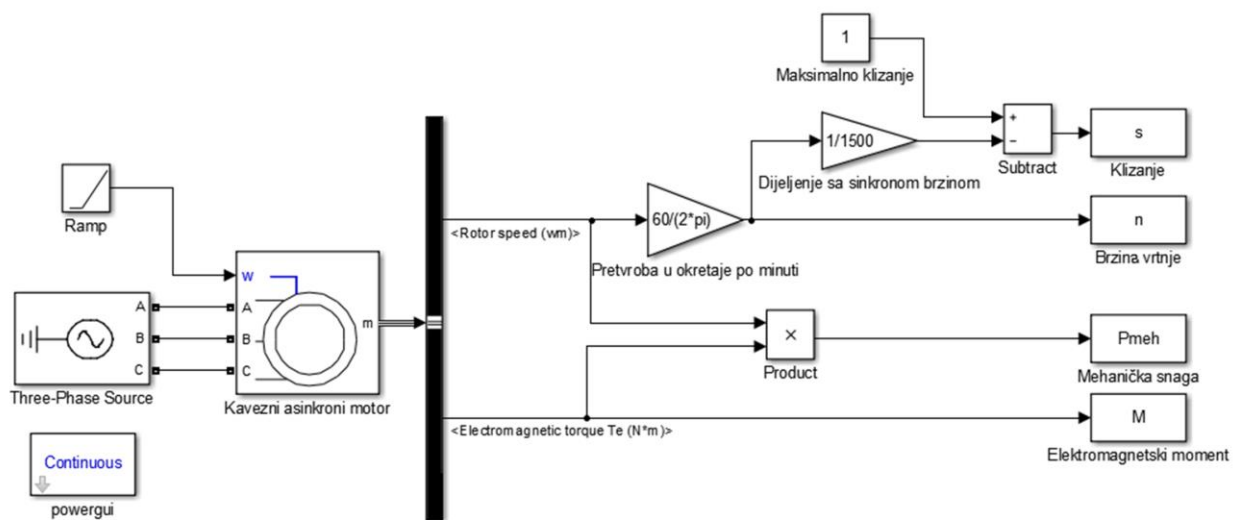 1
Maksimalno klizanje
1/1500
Dijeljenje sa sinkronom brzinom
+
−
Subtract
s
Klizanje
Ramp
<Rotor speed (wm)>
60/(2*pi)
Pretvroba u okretaje po minuti
n
Brzina vrtnje
w
A
B
C
m
Kavezni asinkroni motor
A
B
C
Three-Phase Source
×
Product
Pmeh
Mehanička snaga
<Electromagnetic torque Te (N*m)>
M
Elektromagnetski moment
Continuous
powergui